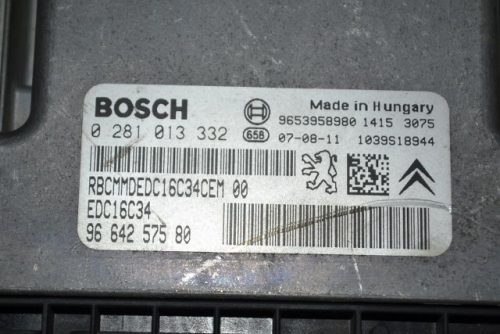 BOSCH
Made in Hungary
9653958980 1415 3075
0 281 013 332
658
07-08-11
1039S18944
RBCMMDEDC16C34CEM 00
EDC16C34
96 642 575 80